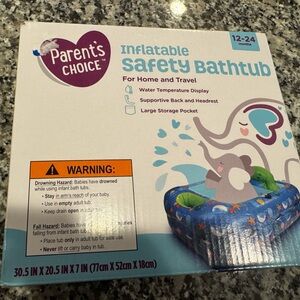 Parent's
CHOICE™
12-24
months
Inflatable
Safety Bathtub
For Home and Travel
Water Temperature Display
Supportive Back and Headrest
Large Storage Pocket
WARNING:
Drowning Hazard: Babies have drowned
while using infant bath tubs.
• Stay in arm's reach of your baby.
• Use in empty adult tub.
• Keep drain open in adult
Fall Hazard: Babies have
falling from infant bath
• Place tub only in adult tub for safe use.
• Never lift or carry baby in
30.5 IN X 20.5 IN X 7 IN (77cm X 52cm X 18cm)